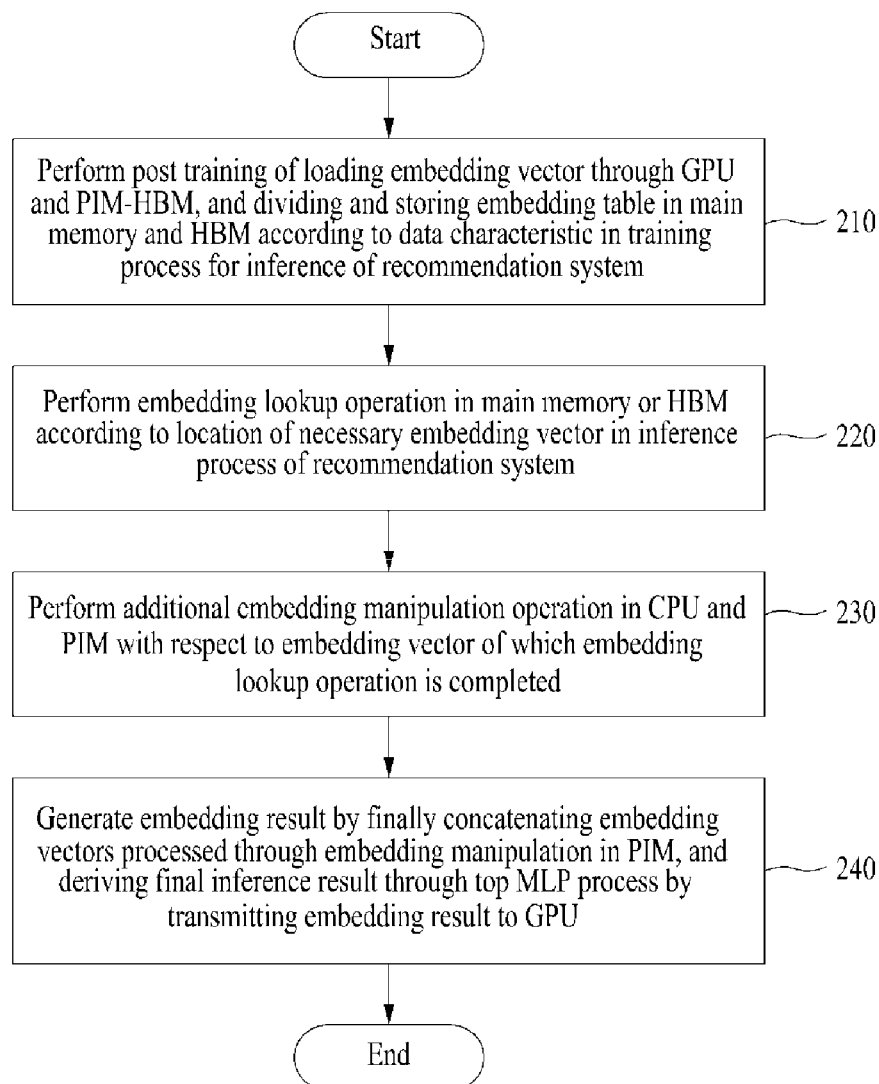 Start
Perform post training of loading embedding vector through GPU
and PIM-HBM, and dividing and storing embedding table in main
memory and HBM according to data characteristic in training
process for inference of recommendation system
210
Perform embedding lookup operation in main memory or HBM
according to location of necessary embedding vector in inference
process of recommendation system
220
Perform additional embedding manipulation operation in CPU and
PIM with respect to embedding vector of which embedding
lookup operation is completed
230
Generate embedding result by finally concatenating embedding
vectors processed through embedding manipulation in PIM, and
deriving final inference result through top MLP process by
transmitting embedding result to GPU
240
End